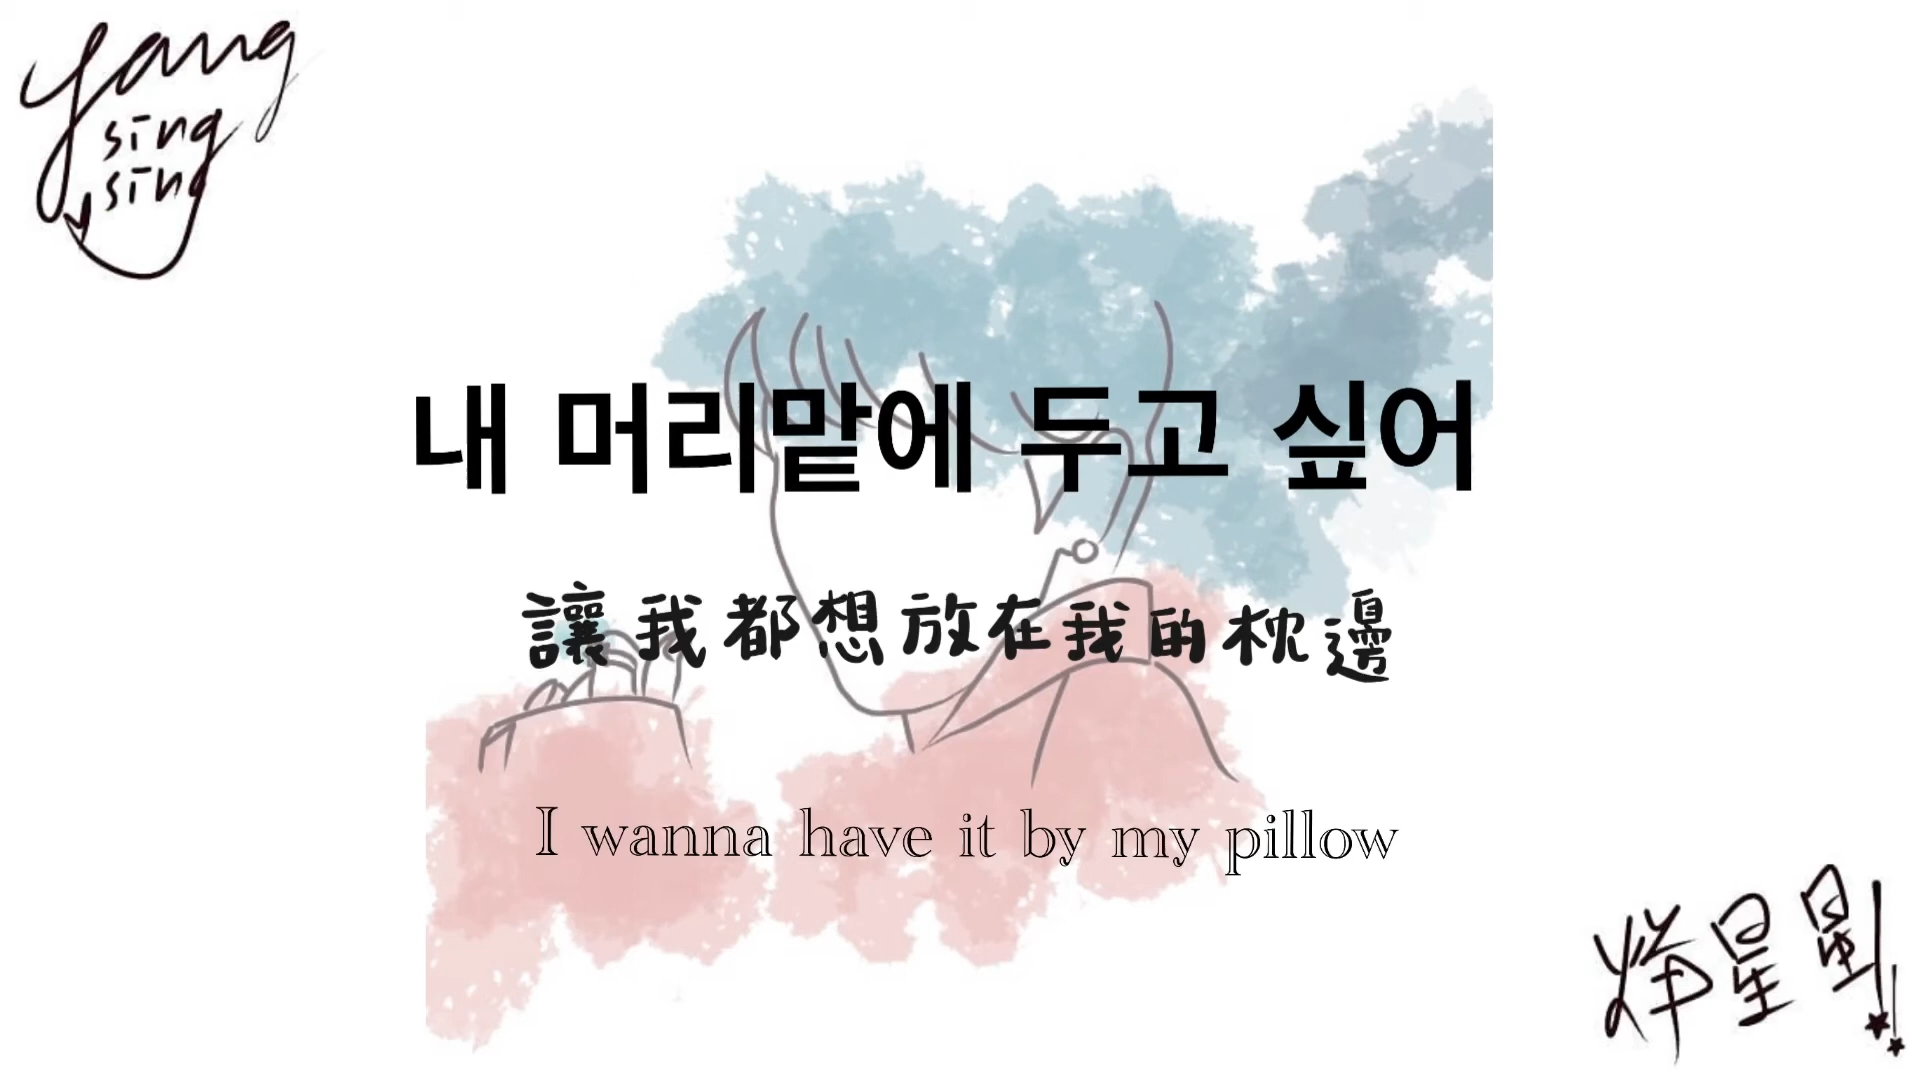 yang
sing
sing
내 머리맡에 두고 싶어
讓我都想放在我的枕邊
I wanna have it by my pillow
星星